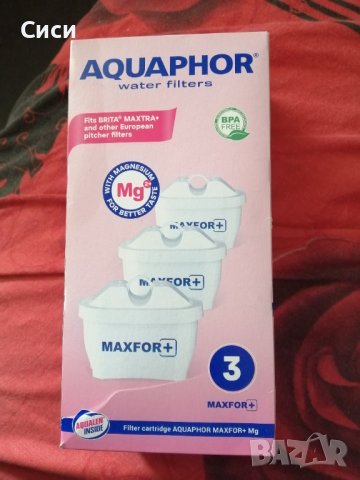 Сиси
AQUAPHOR®
water filters
Fits BRITA® MAXTRA+
and other European
pitcher filters
BPA
FREE
WITH MAGNESIUM
Mg2+
FOR BETTER TASTE
MAXFOR+
MAXFOR+
MAXFOR+
3
MAXFOR+
AQUALEN
INSIDE
Filter cartridge AQUAPHOR MAXFOR+ Mg
BAZAR